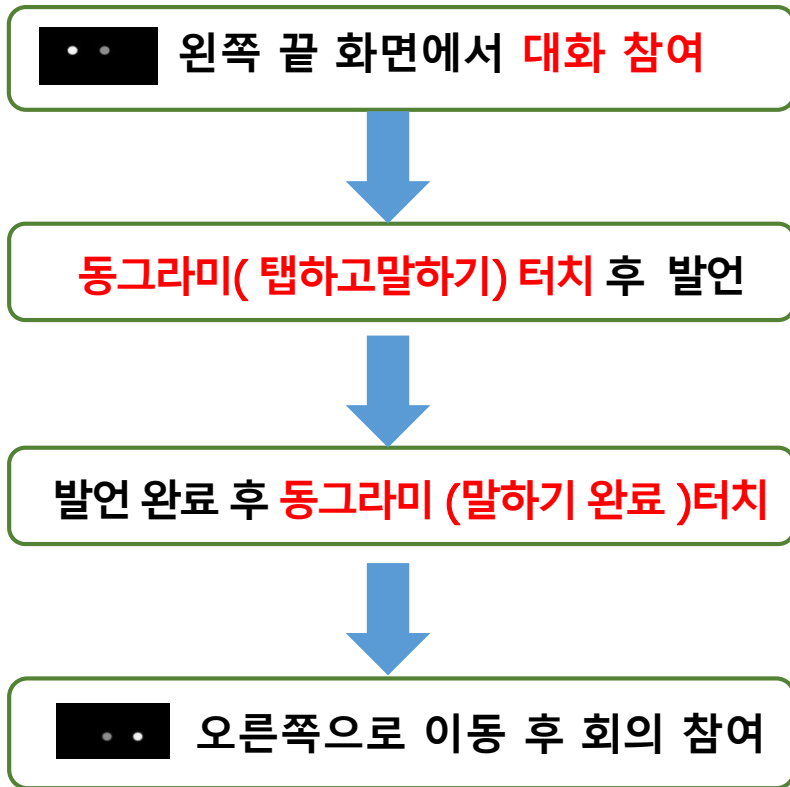 왼쪽 끝 화면에서 대화 참여
동그라미( 탭하고말하기) 터치 후 발언
발언 완료 후 동그라미 (말하기 완료 )터치
오른쪽으로 이동 후 회의 참여